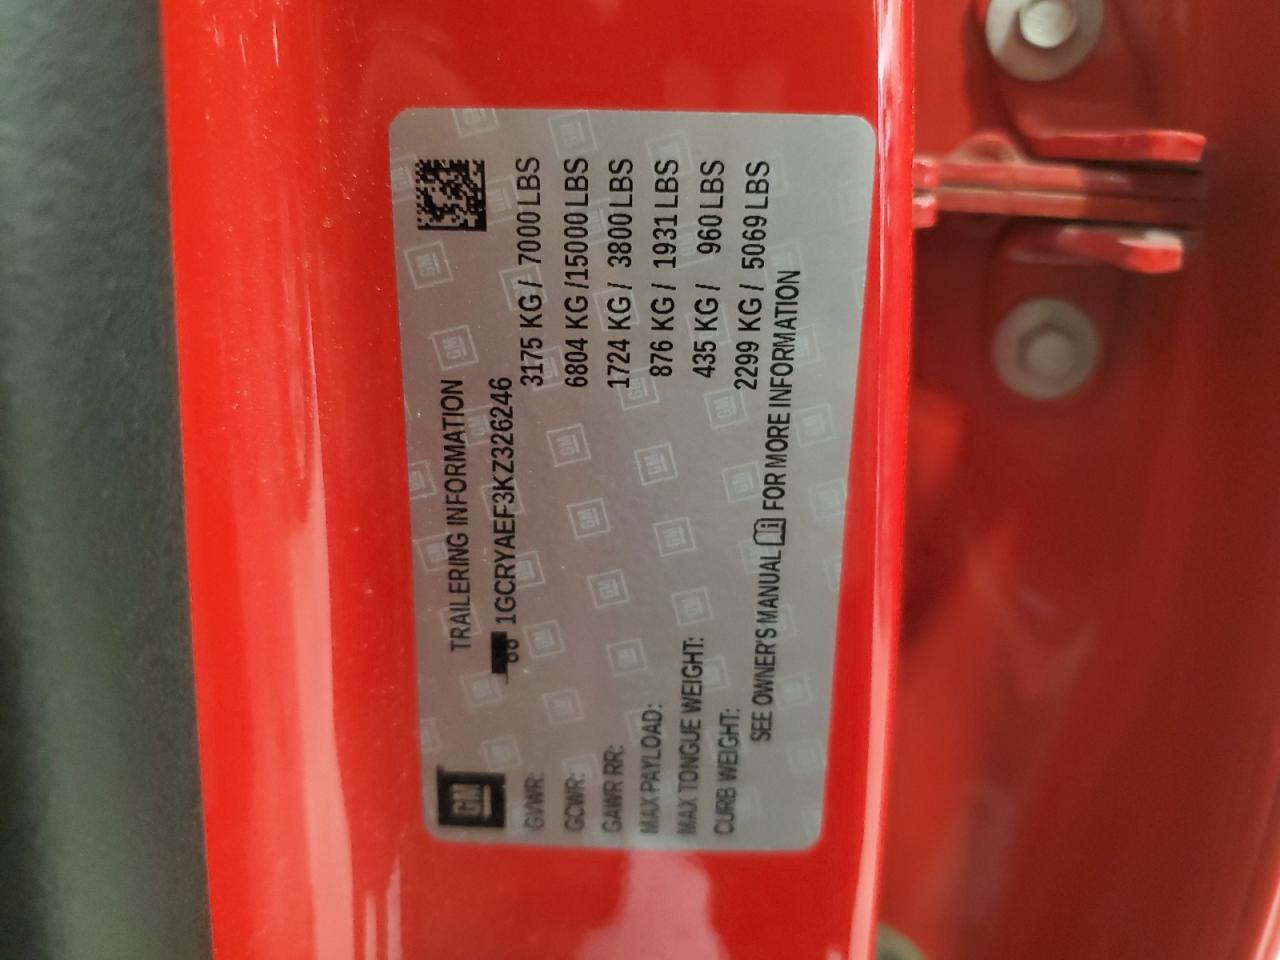 GM
TRAILERING INFORMATION
1GCRYAEF3KZ326246
GVWR: 3175 KG / 7000 LBS
GCWR: 6804 KG /15000 LBS
GAWR RR: 1724 KG / 3800 LBS
MAX PAYLOAD: 876 KG / 1931 LBS
MAX TONGUE WEIGHT: 435 KG / 960 LBS
CURB WEIGHT: 2299 KG / 5069 LBS
SEE OWNER'S MANUAL FOR MORE INFORMATION